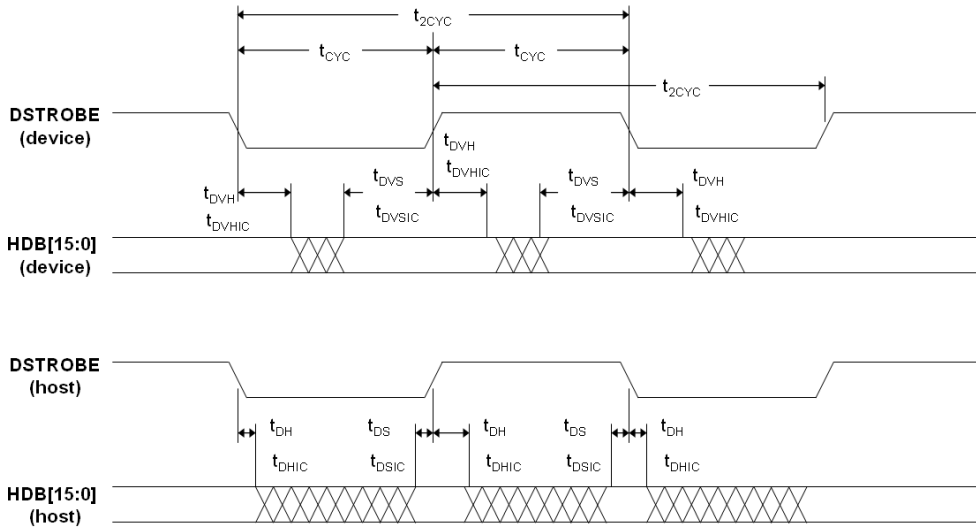 t2CYC
tCYC
tCYC
t2CYC
DSTROBE
(device)
tDVH
tDVHIC
tDVS
tDVS
tDVH
tDVH
tDVHIC
tDVSIC
tDVSIC
tDVHIC
HDB[15:0]
(device)
DSTROBE
(host)
tDH
tDS
tDH
tDS
tDH
tDHIC
tDSIC
tDHIC
tDSIC
tDHIC
HDB[15:0]
(host)